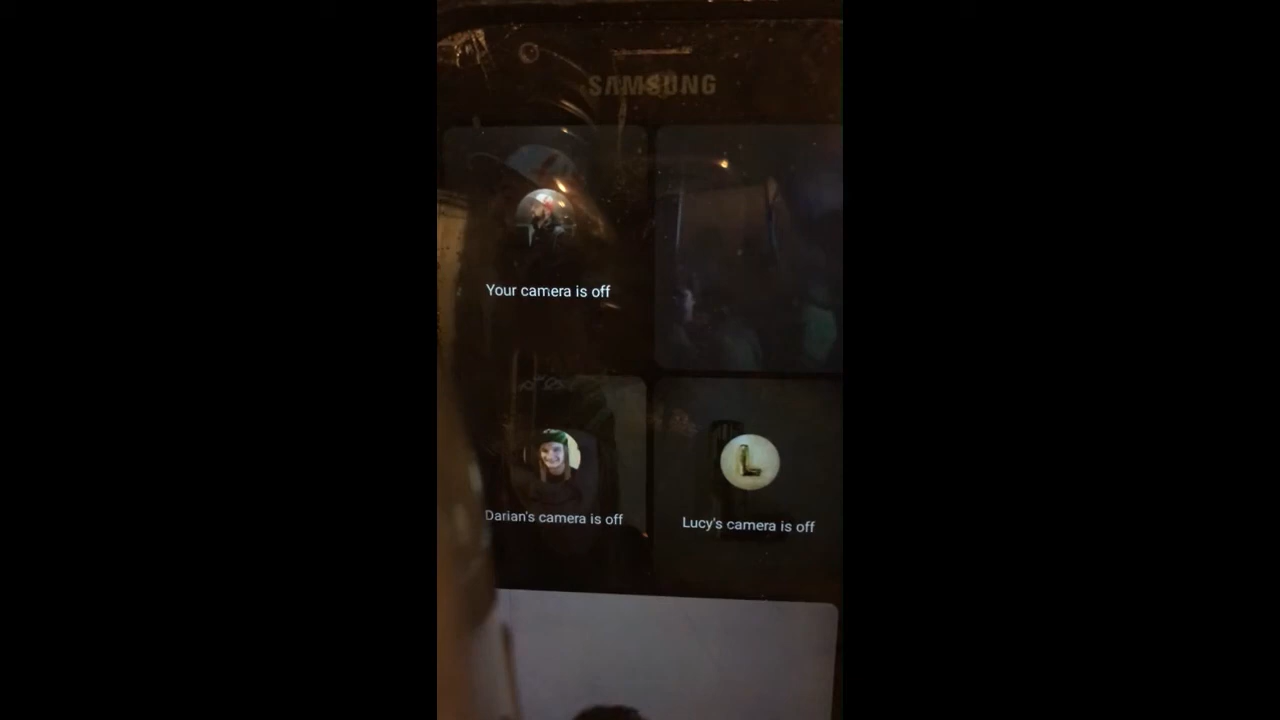 SAMSUNG
Your camera is off
Darian's camera is off
L
Lucy's camera is off